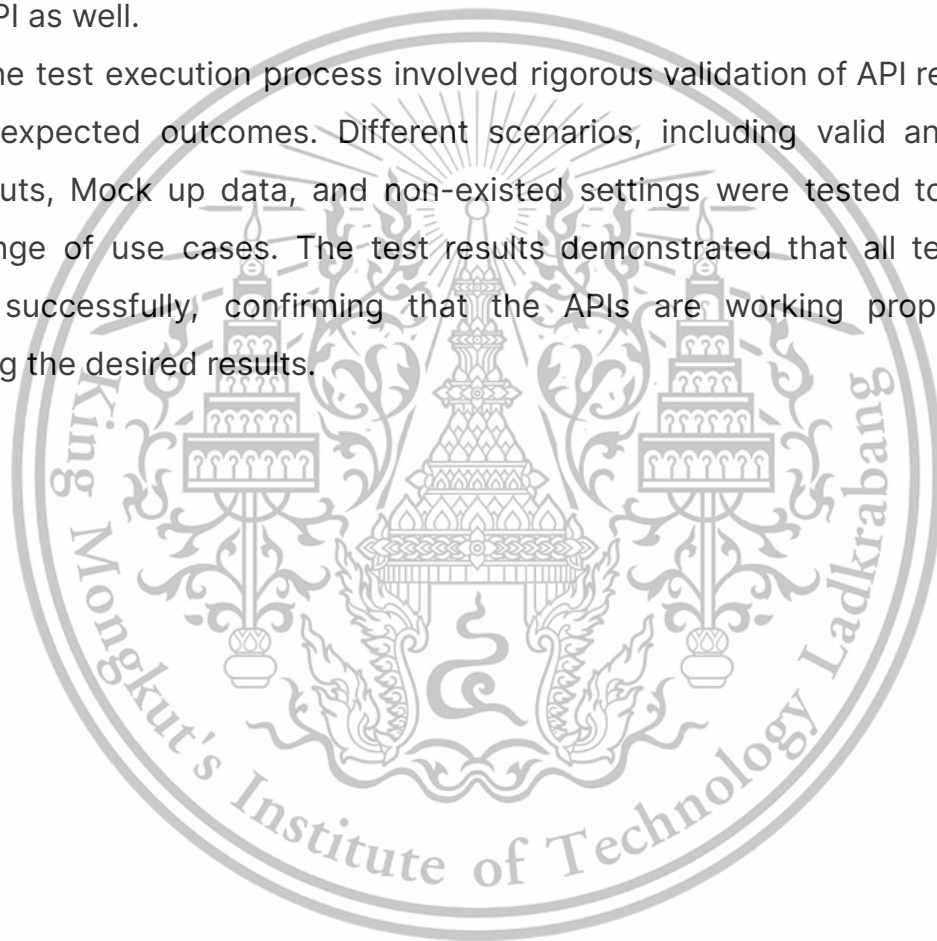 PI as well.
he test execution process involved rigorous validation of API re
expected outcomes. Different scenarios, including valid an
uts, Mock up data, and non-existed settings were tested to
nge of use cases. The test results demonstrated that all te
successfully, confirming that the APIs are working prop
g the desired results.
King Mongkut's Institute of Technology Ladkrabang